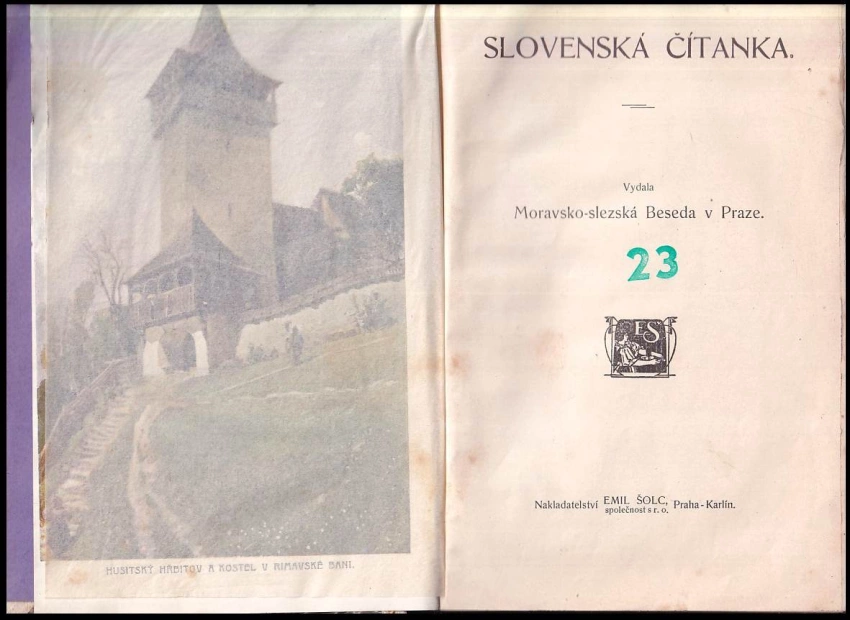 HUSITSKÝ HŘBITOV A KOSTEL V RIMAVSKÉ BANI.
SLOVENSKÁ ČÍTANKA.
Vydala
Moravsko-slezská Beseda v Praze.
23
ES
Nakladatelství EMIL ŠOLC, společnost s r. o. Praha-Karlín.